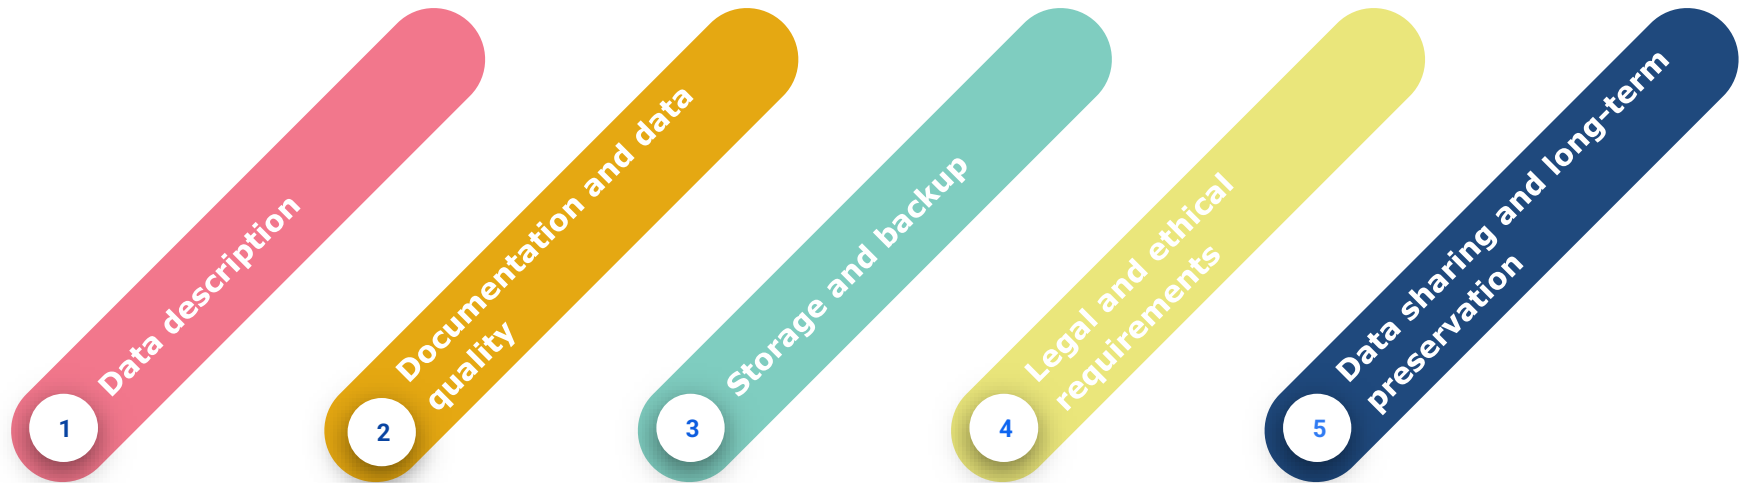 1
Data description
2
Documentation and data
quality
3
Storage and backup
4
Legal and ethical
requirements
5
Data sharing and long-term
preservation